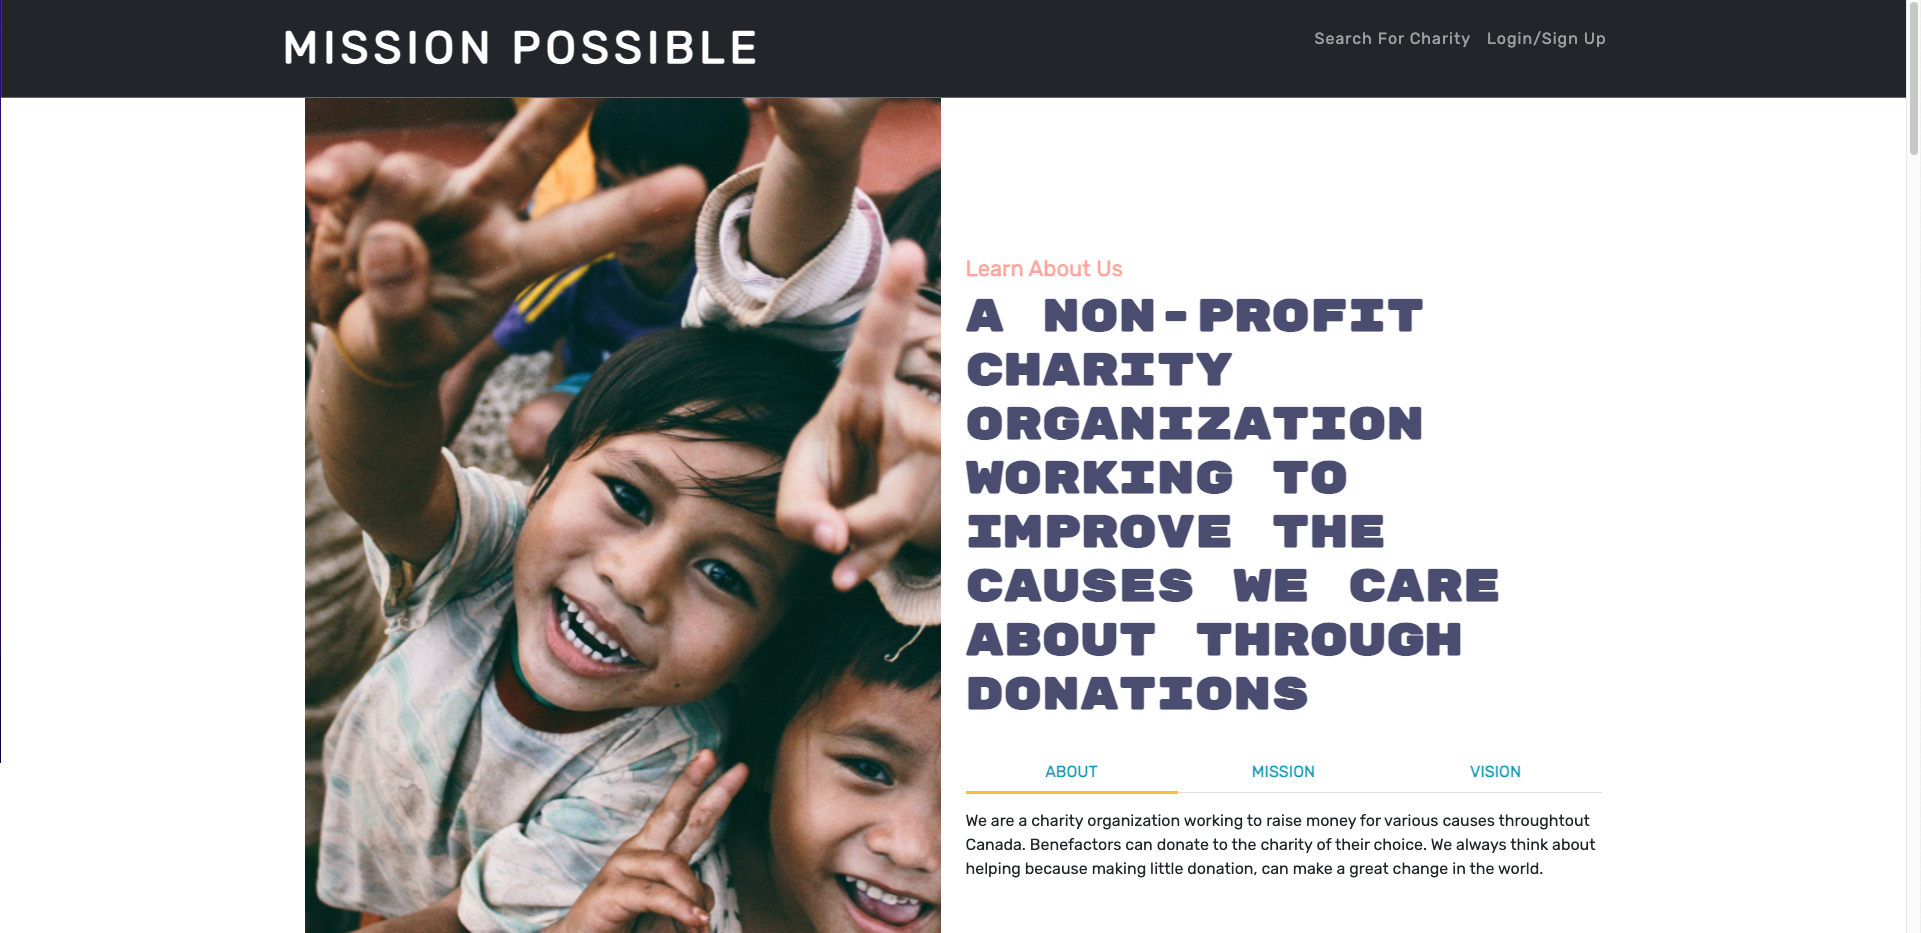 MISSION POSSIBLE
Search For Charity
Login/Sign Up
Learn About Us
A NON-PROFIT
CHARITY
ORGANIZATION
WORKING TO
IMPROVE THE
CAUSES WE CARE
ABOUT THROUGH
DONATIONS
ABOUT
MISSION
VISION
We are a charity organization working to raise money for various causes throughtout
Canada. Benefactors can donate to the charity of their choice. We always think about
helping because making little donation, can make a great change in the world.